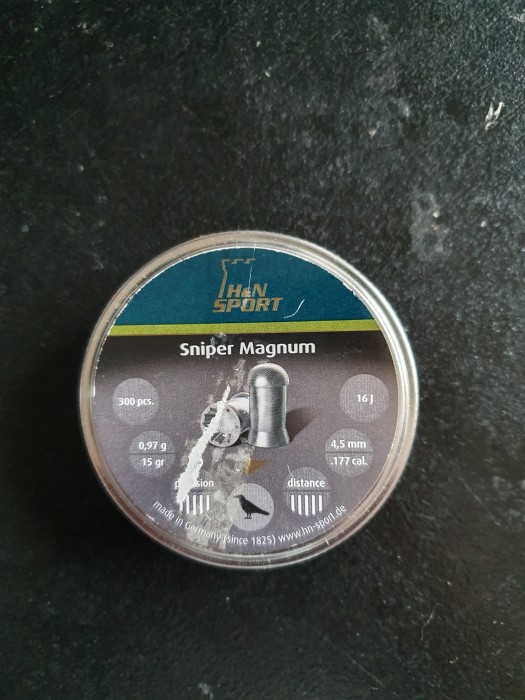 H&N
SPORT
Sniper Magnum
300 pcs.
16 J
0,97 g
15 gr
4,5 mm
.177 cal.
distance
made in Germany (since 1825) www.hn-sport.de